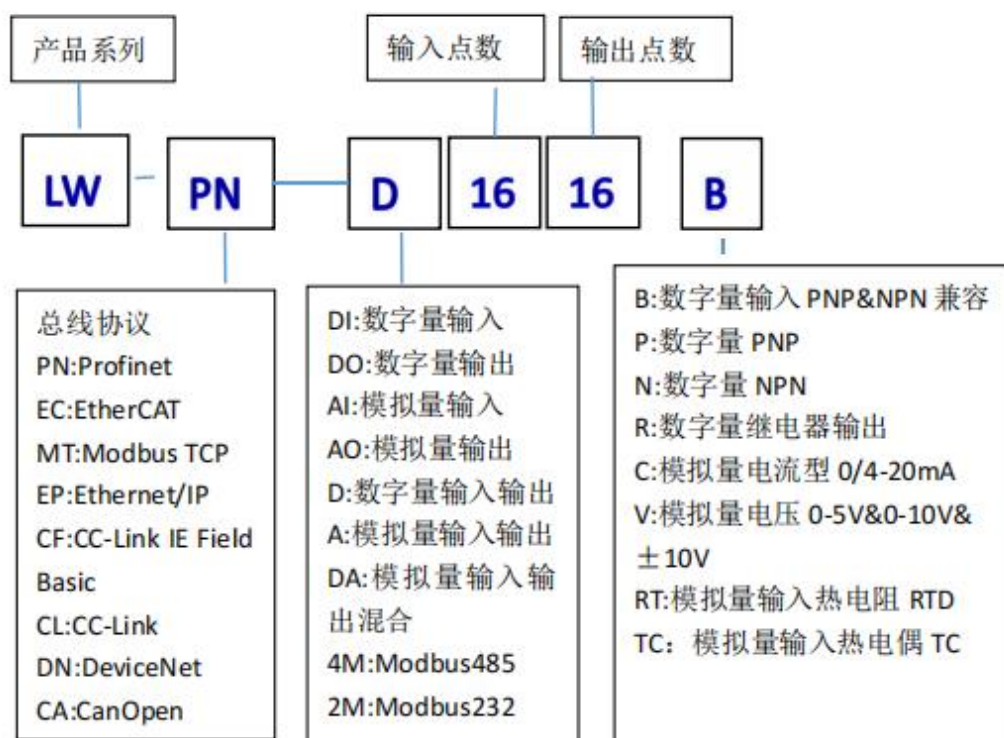 产品系列
输入点数
输出点数
LW
PN
D
16
16
B
总线协议
PN:Profinet
EC:EtherCAT
MT:Modbus TCP
EP:Ethernet/IP
CF:CC-Link IE Field
Basic
CL:CC-Link
DN:DeviceNet
CA:CanOpen
DI:数字量输入
DO:数字量输出
AI:模拟量输入
AO:模拟量输出
D:数字量输入输出
A:模拟量输入输出
DA:模拟量输入输
出混合
4M:Modbus485
2M:Modbus232
B:数字量输入 PNP&NPN 兼容
P:数字量 PNP
N:数字量 NPN
R:数字量继电器输出
C:模拟量电流型 0/4-20mA
V:模拟量电压 0-5V&0-10V&
±10V
RT:模拟量输入热电阻 RTD
TC：模拟量输入热电偶 TC